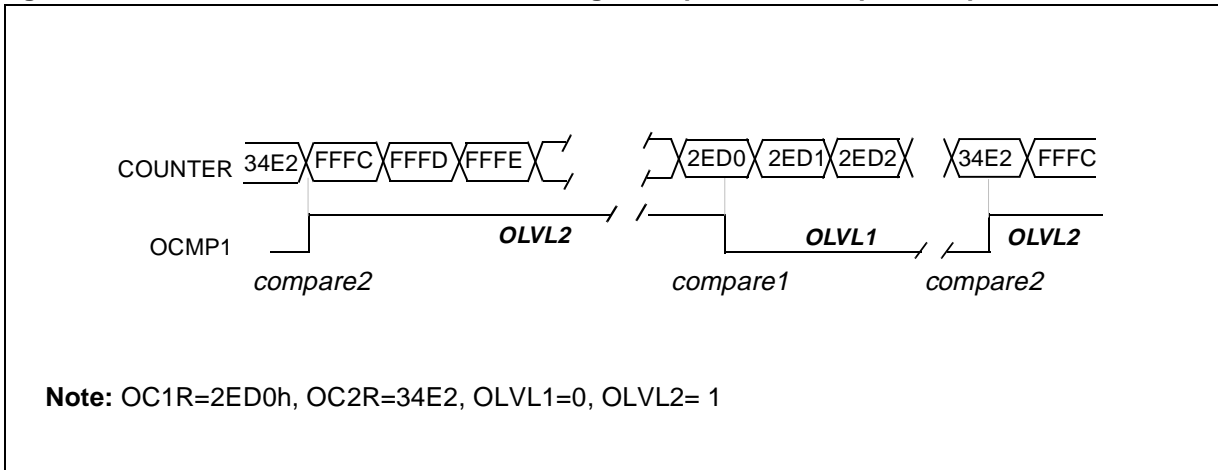 COUNTER 34E2 FFFC FFFD FFFE 2ED0 2ED1 2ED2 34E2 FFFC
OCMP1 OLVL2 OLVL1 OLVL2
compare2 compare1 compare2
Note: OC1R=2ED0h, OC2R=34E2, OLVL1=0, OLVL2= 1